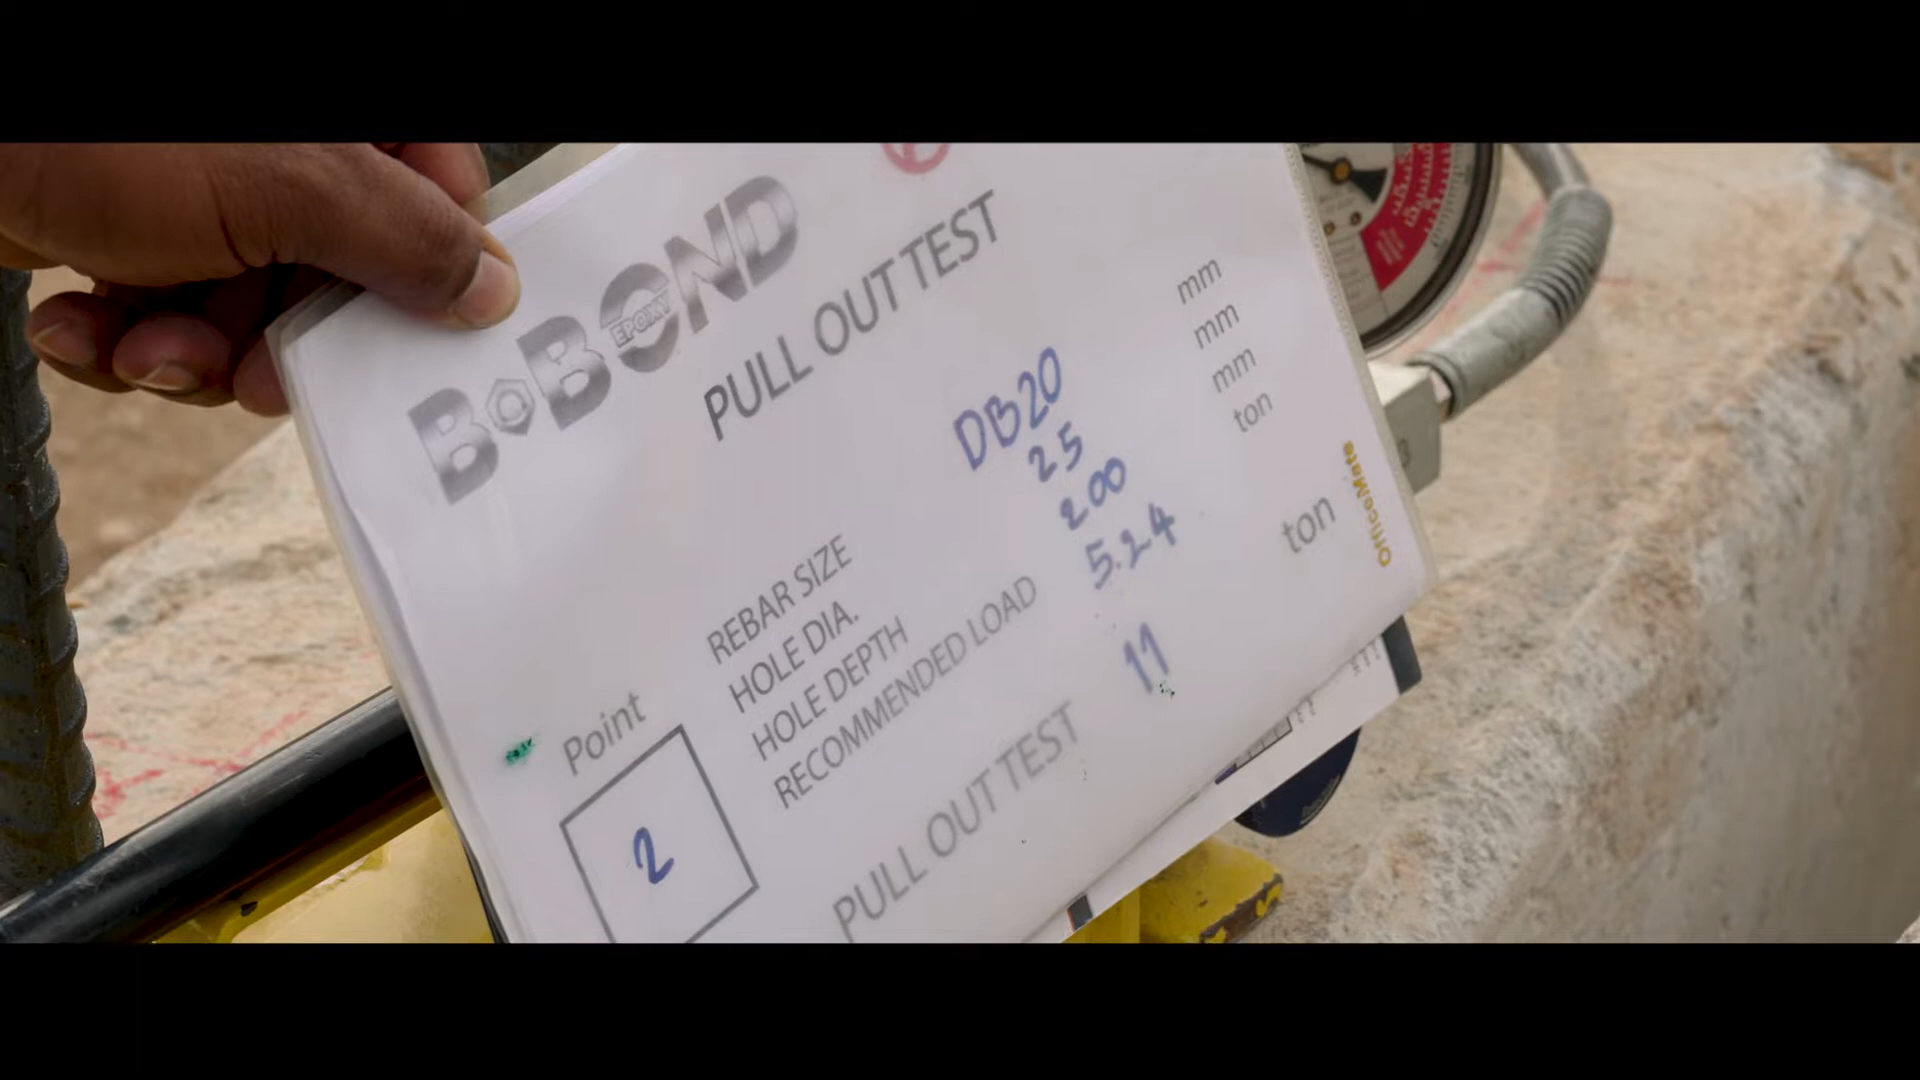 B BOND
EPOXY
PULL OUT TEST
REBAR SIZE DB20 mm
HOLE DIA. 25 mm
HOLE DEPTH 200 mm
RECOMMENDED LOAD 5.24 ton
Point
2
PULL OUT TEST 11 ton
OfficeMate